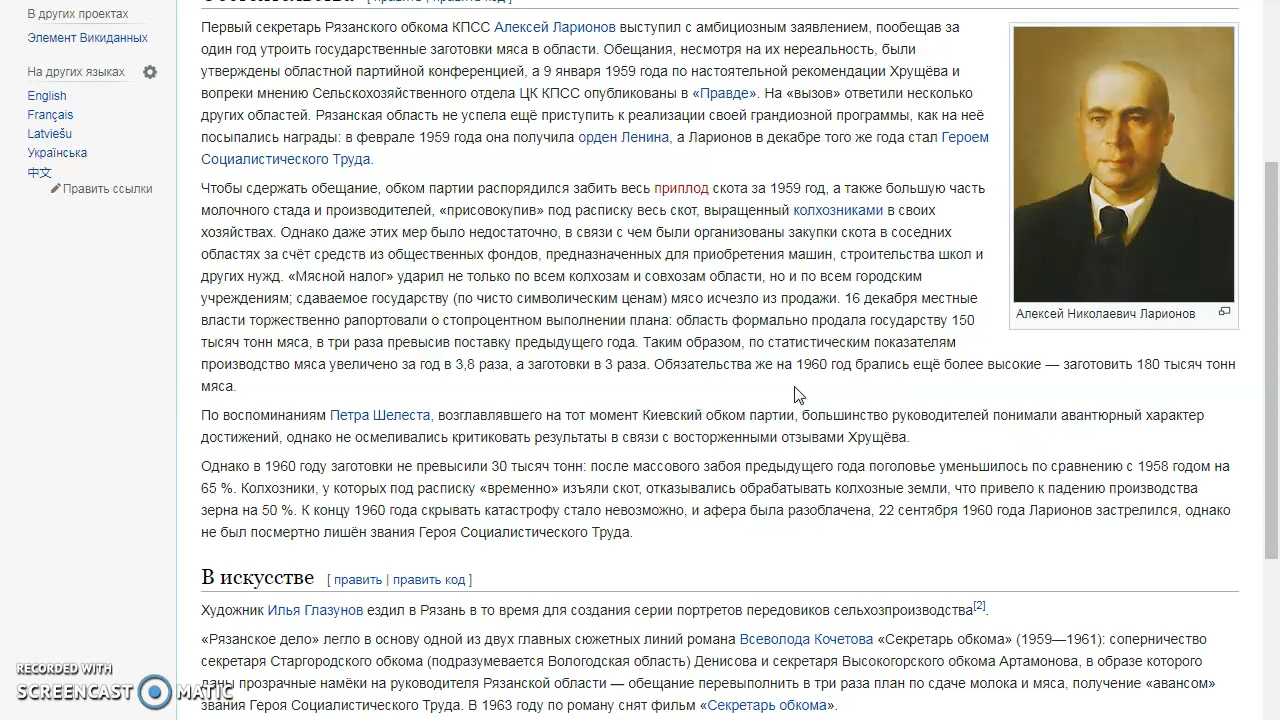 В других проектах
Элемент Викиданных
На других языках
English
Français
Latviešu
Українська
中文
Править ссылки
[ править | править код ]
Первый секретарь Рязанского обкома КПСС Алексей Ларионов выступил с амбициозным заявлением, пообещав за
один год утроить государственные заготовки мяса в области. Обещания, несмотря на их нереальность, были
утверждены областной партийной конференцией, а 9 января 1959 года по настоятельной рекомендации Хрущёва и
вопреки мнению Сельскохозяйственного отдела ЦК КПСС опубликованы в «Правде». На «вызов» ответили несколько
других областей. Рязанская область не успела ещё приступить к реализации своей грандиозной программы, как на неё
посыпались награды: в феврале 1959 года она получила орден Ленина, а Ларионов в декабре того же года стал Героем
Социалистического Труда.
Чтобы сдержать обещание, обком партии распорядился забить весь приплод скота за 1959 год, а также большую часть
молочного стада и производителей, «присовокупив» под расписку весь скот, выращенный колхозниками в своих
хозяйствах. Однако даже этих мер было недостаточно, в связи с чем были организованы закупки скота в соседних
областях за счёт средств из общественных фондов, предназначенных для приобретения машин, строительства школ и
других нужд. «Мясной налог» ударил не только по всем колхозам и совхозам области, но и по всем городским
учреждениям; сдаваемое государству (по чисто символическим ценам) мясо исчезло из продажи. 16 декабря местные
власти торжественно рапортовали о стопроцентном выполнении плана: область формально продала государству 150
тысяч тонн мяса, в три раза превысив поставку предыдущего года. Таким образом, по статистическим показателям
производство мяса увеличено за год в 3,8 раза, а заготовки в 3 раза. Обязательства же на 1960 год брались ещё более высокие — заготовить 180 тысяч тонн
мяса.
Алексей Николаевич Ларионов
По воспоминаниям Петра Шелеста, возглавлявшего на тот момент Киевский обком партии, большинство руководителей понимали авантюрный характер
достижений, однако не осмеливались критиковать результаты в связи с восторженными отзывами Хрущёва.
Однако в 1960 году заготовки не превысили 30 тысяч тонн: после массового забоя предыдущего года поголовье уменьшилось по сравнению с 1958 годом на
65 %. Колхозники, у которых под расписку «временно» изъяли скот, отказывались обрабатывать колхозные земли, что привело к падению производства
зерна на 50 %. К концу 1960 года скрывать катастрофу стало невозможно, и афера была разоблачена, 22 сентября 1960 года Ларионов застрелился, однако
не был посмертно лишён звания Героя Социалистического Труда.
В искусстве [ править | править код ]
Художник Илья Глазунов ездил в Рязань в то время для создания серии портретов передовиков сельхозпроизводства[2].
«Рязанское дело» легло в основу одной из двух главных сюжетных линий романа Всеволода Кочетова «Секретарь обкома» (1959—1961): соперничество
секретаря Старгородского обкома (подразумевается Вологодская область) Денисова и секретаря Высокогорского обкома Артамонова, в образе которого
даны прозрачные намёки на руководителя Рязанской области — обещание перевыполнить в три раза план по сдаче молока и мяса, получение «авансом»
звания Героя Социалистического Труда. В 1963 году по роману снят фильм «Секретарь обкома».
RECORDED WITH
SCREENCAST MATIC